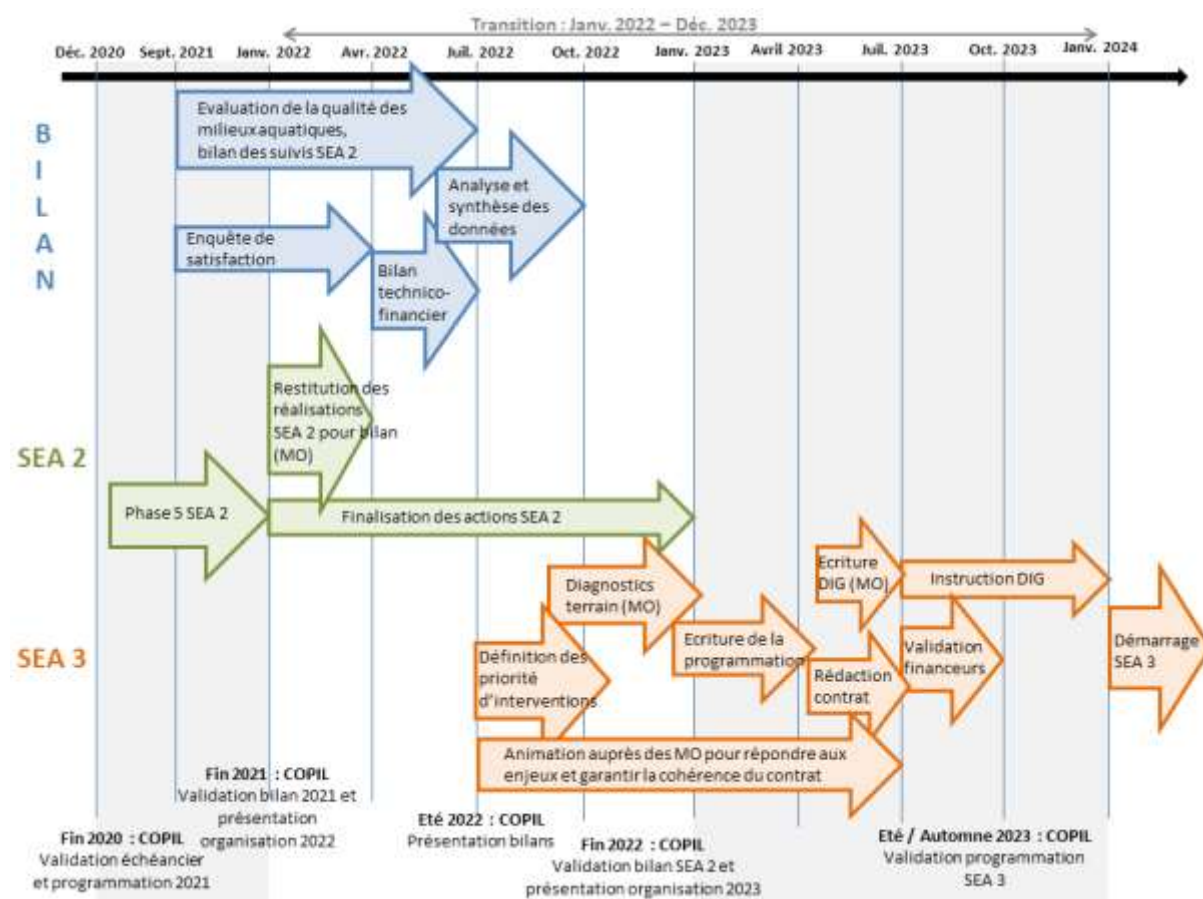 Transition : Janv. 2022 – Déc. 2023
Déc. 2020 Sept. 2021 Janv. 2022 Avr. 2022 Juil. 2022 Oct. 2022 Janv. 2023 Avril 2023 Juil. 2023 Oct. 2023 Janv. 2024
BILAN
Evaluation de la qualité des
milieux aquatiques,
bilan des suivis SEA 2
Analyse et
synthèse des
données
Enquête de
satisfaction
Bilan
technico-
financier
SEA 2
Restitution des
réalisations
SEA 2 pour bilan
(MO)
Phase 5 SEA 2
Finalisation des actions SEA 2
SEA 3
Diagnostics
terrain (MO)
Ecriture
DIG (MO)
Instruction DIG
Définition des
priorité
d'interventions
Ecriture de la
programmation
Rédaction
contrat
Validation
financeurs
Démarrage
SEA 3
Animation auprès des MO pour répondre aux
enjeux et garantir la cohérence du contrat
Fin 2020 : COPIL
Validation échéancier
et programmation 2021
Fin 2021 : COPIL
Validation bilan 2021 et
présentation
organisation 2022
Eté 2022 : COPIL
Présentation bilans
Fin 2022 : COPIL
Validation bilan SEA 2 et
présentation organisation 2023
Eté / Automne 2023 : COPIL
Validation programmation
SEA 3